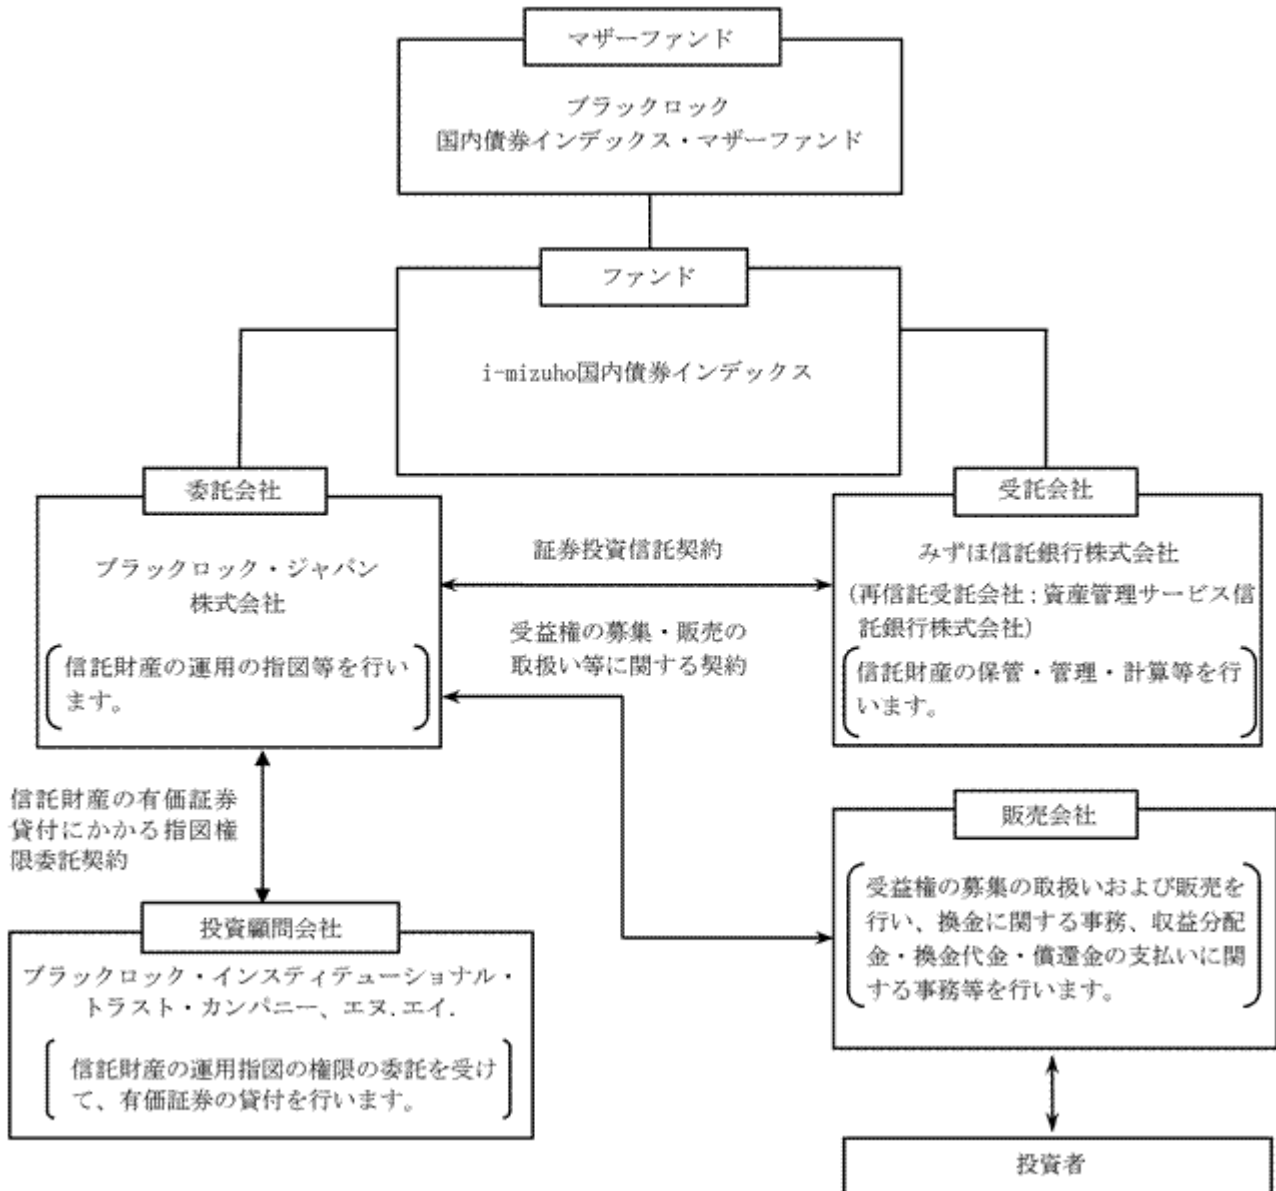 マザーファンド
ブラックロック
国内債券インデックス・マザーファンド
ファンド
i-mizuho国内債券インデックス
委託会社
ブラックロック・ジャパン
株式会社
信託財産の運用の指図等を行い
ます。
証券投資信託契約
受益権の募集・販売の
取扱い等に関する契約
受託会社
みずほ信託銀行株式会社
(再信託受託会社:資産管理サービス信
託銀行株式会社)
信託財産の保管・管理・計算等を行
います。
信託財産の有価証券
貸付にかかる指図権
限委託契約
投資顧問会社
ブラックロック・インスティテューショナル・
トラスト・カンパニー、エヌ.エイ.
信託財産の運用指図の権限の委託を受け
て、有価証券の貸付を行います。
販売会社
受益権の募集の取扱いおよび販売を
行い、換金に関する事務、収益分配
金・換金代金・償還金の支払いに関
する事務等を行います。
投資者